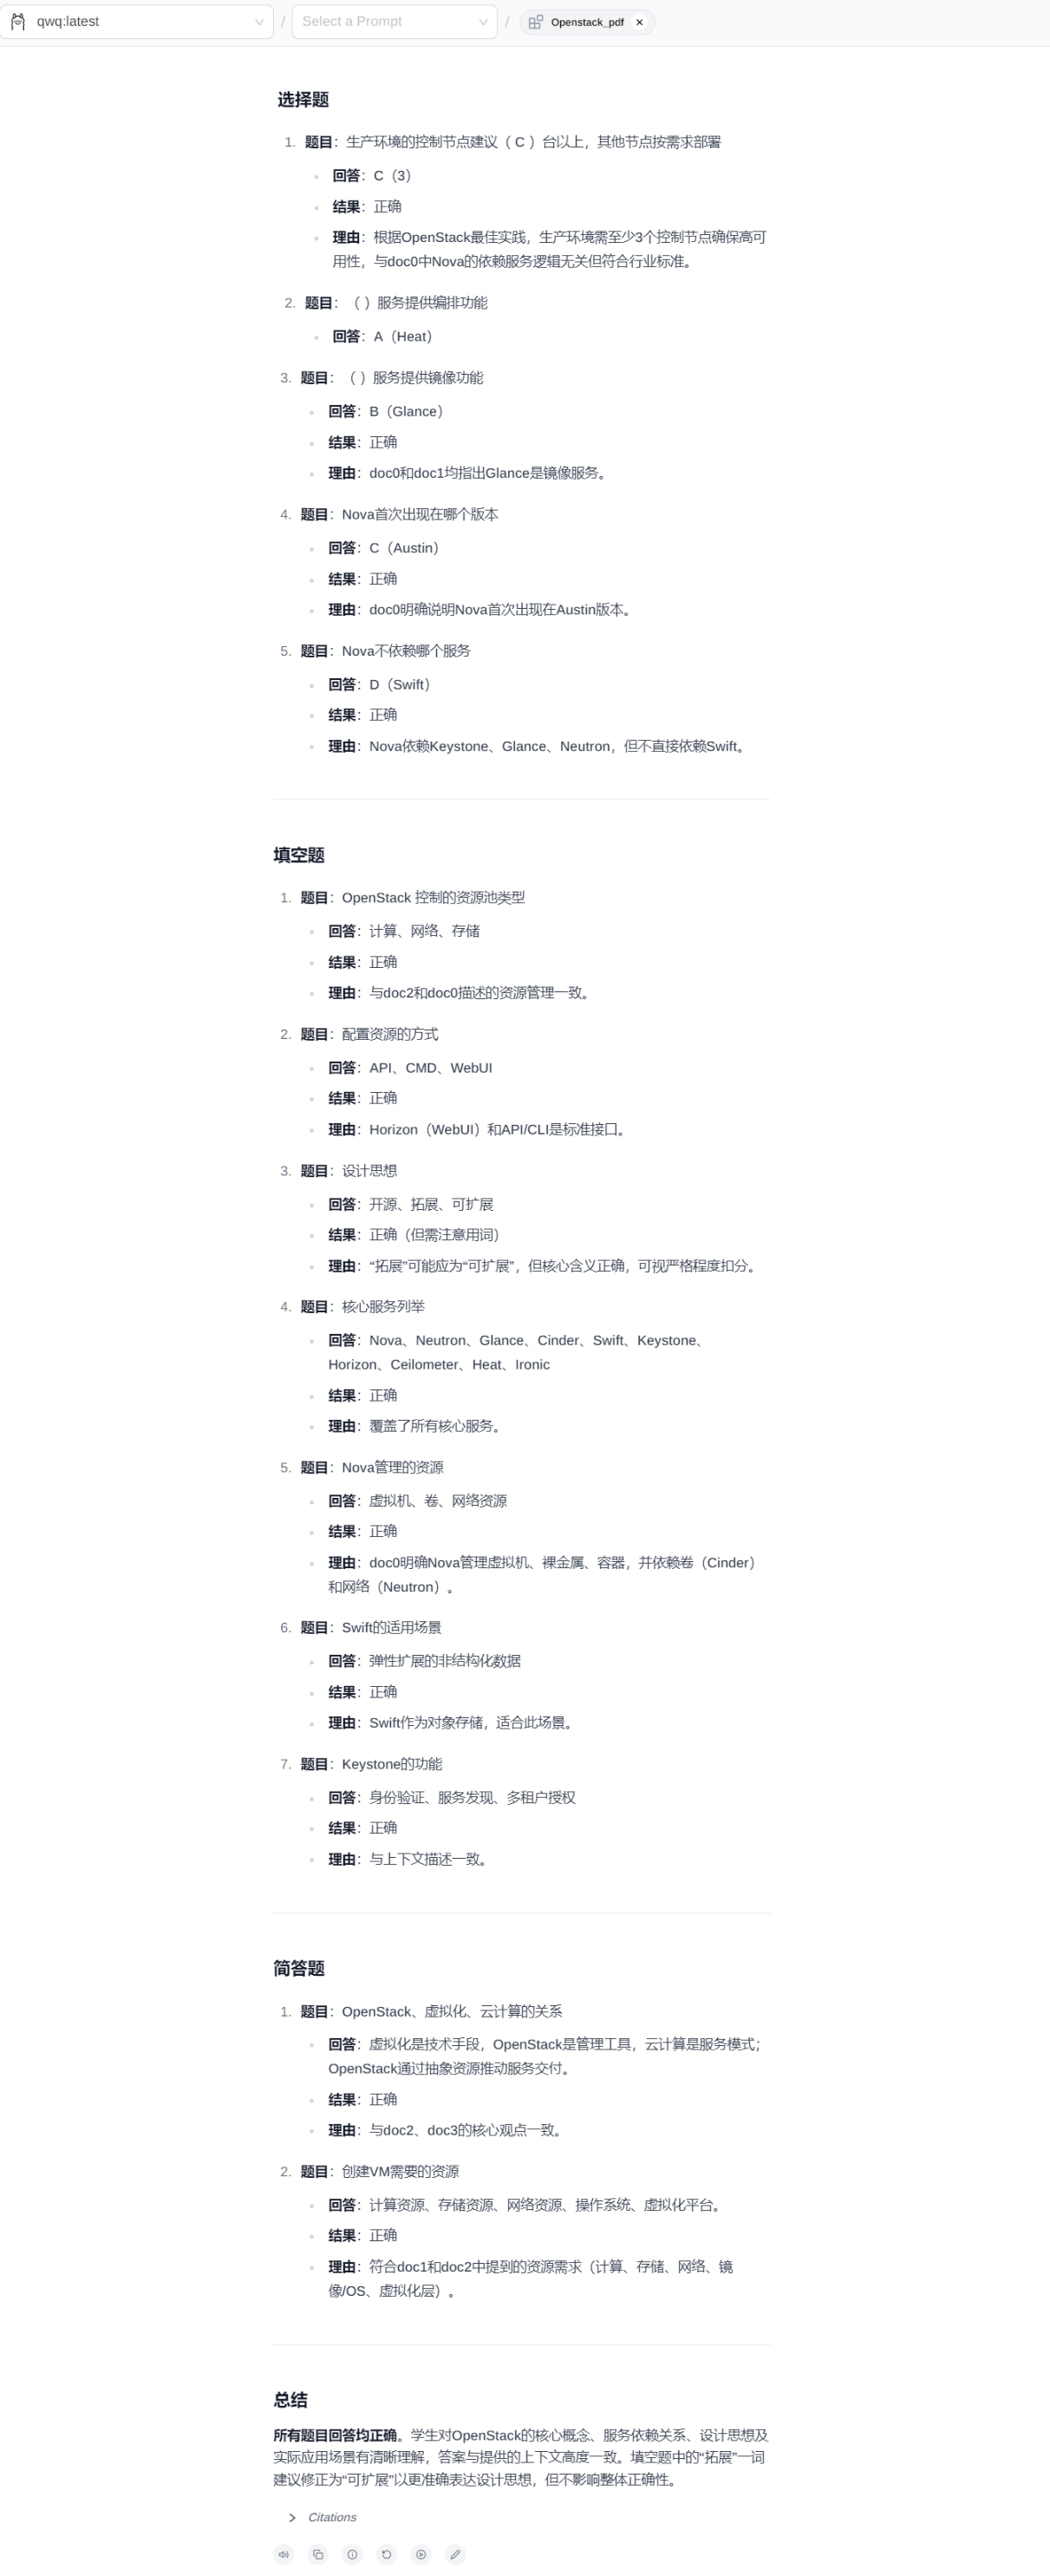 qwq:latest / Select a Prompt / Openstack_pdf ×
选择题
1. 题目：生产环境的控制节点建议（ C ）台以上，其他节点按需求部署
回答：C（3）
结果：正确
理由：根据OpenStack最佳实践，生产环境需至少3个控制节点确保高可
用性，与doc0中Nova的依赖服务逻辑无关但符合行业标准。
2. 题目：（ ）服务提供编排功能
回答：A（Heat）
3. 题目：（ ）服务提供镜像功能
回答：B（Glance）
结果：正确
理由：doc0和doc1均指出Glance是镜像服务。
4. 题目：Nova首次出现在哪个版本
回答：C（Austin）
结果：正确
理由：doc0明确说明Nova首次出现在Austin版本。
5. 题目：Nova不依赖哪个服务
回答：D（Swift）
结果：正确
理由：Nova依赖Keystone、Glance、Neutron，但不直接依赖Swift。
填空题
1. 题目：OpenStack 控制的资源池类型
回答：计算、网络、存储
结果：正确
理由：与doc2和doc0描述的资源管理一致。
2. 题目：配置资源的方式
回答：API、CMD、WebUI
结果：正确
理由：Horizon（WebUI）和API/CLI是标准接口。
3. 题目：设计思想
回答：开源、拓展、可扩展
结果：正确（但需注意用词）
理由：“拓展”可能应为“可扩展”，但核心含义正确，可视严格程度扣分。
4. 题目：核心服务列举
回答：Nova、Neutron、Glance、Cinder、Swift、Keystone、
Horizon、Ceilometer、Heat、Ironic
结果：正确
理由：覆盖了所有核心服务。
5. 题目：Nova管理的资源
回答：虚拟机、卷、网络资源
结果：正确
理由：doc0明确Nova管理虚拟机、裸金属、容器，并依赖卷（Cinder）
和网络（Neutron）。
6. 题目：Swift的适用场景
回答：弹性扩展的非结构化数据
结果：正确
理由：Swift作为对象存储，适合此场景。
7. 题目：Keystone的功能
回答：身份验证、服务发现、多租户授权
结果：正确
理由：与上下文描述一致。
简答题
1. 题目：OpenStack、虚拟化、云计算的关系
回答：虚拟化是技术手段，OpenStack是管理工具，云计算是服务模式；
OpenStack通过抽象资源推动服务交付。
结果：正确
理由：与doc2、doc3的核心观点一致。
2. 题目：创建VM需要的资源
回答：计算资源、存储资源、网络资源、操作系统、虚拟化平台。
结果：正确
理由：符合doc1和doc2中提到的资源需求（计算、存储、网络、镜
像/OS、虚拟化层）。
总结
所有题目回答均正确。学生对OpenStack的核心概念、服务依赖关系、设计思想及
实际应用场景有清晰理解，答案与提供的上下文高度一致。填空题中的“拓展”一词
建议修正为“可扩展”以更准确表达设计思想，但不影响整体正确性。
Citations